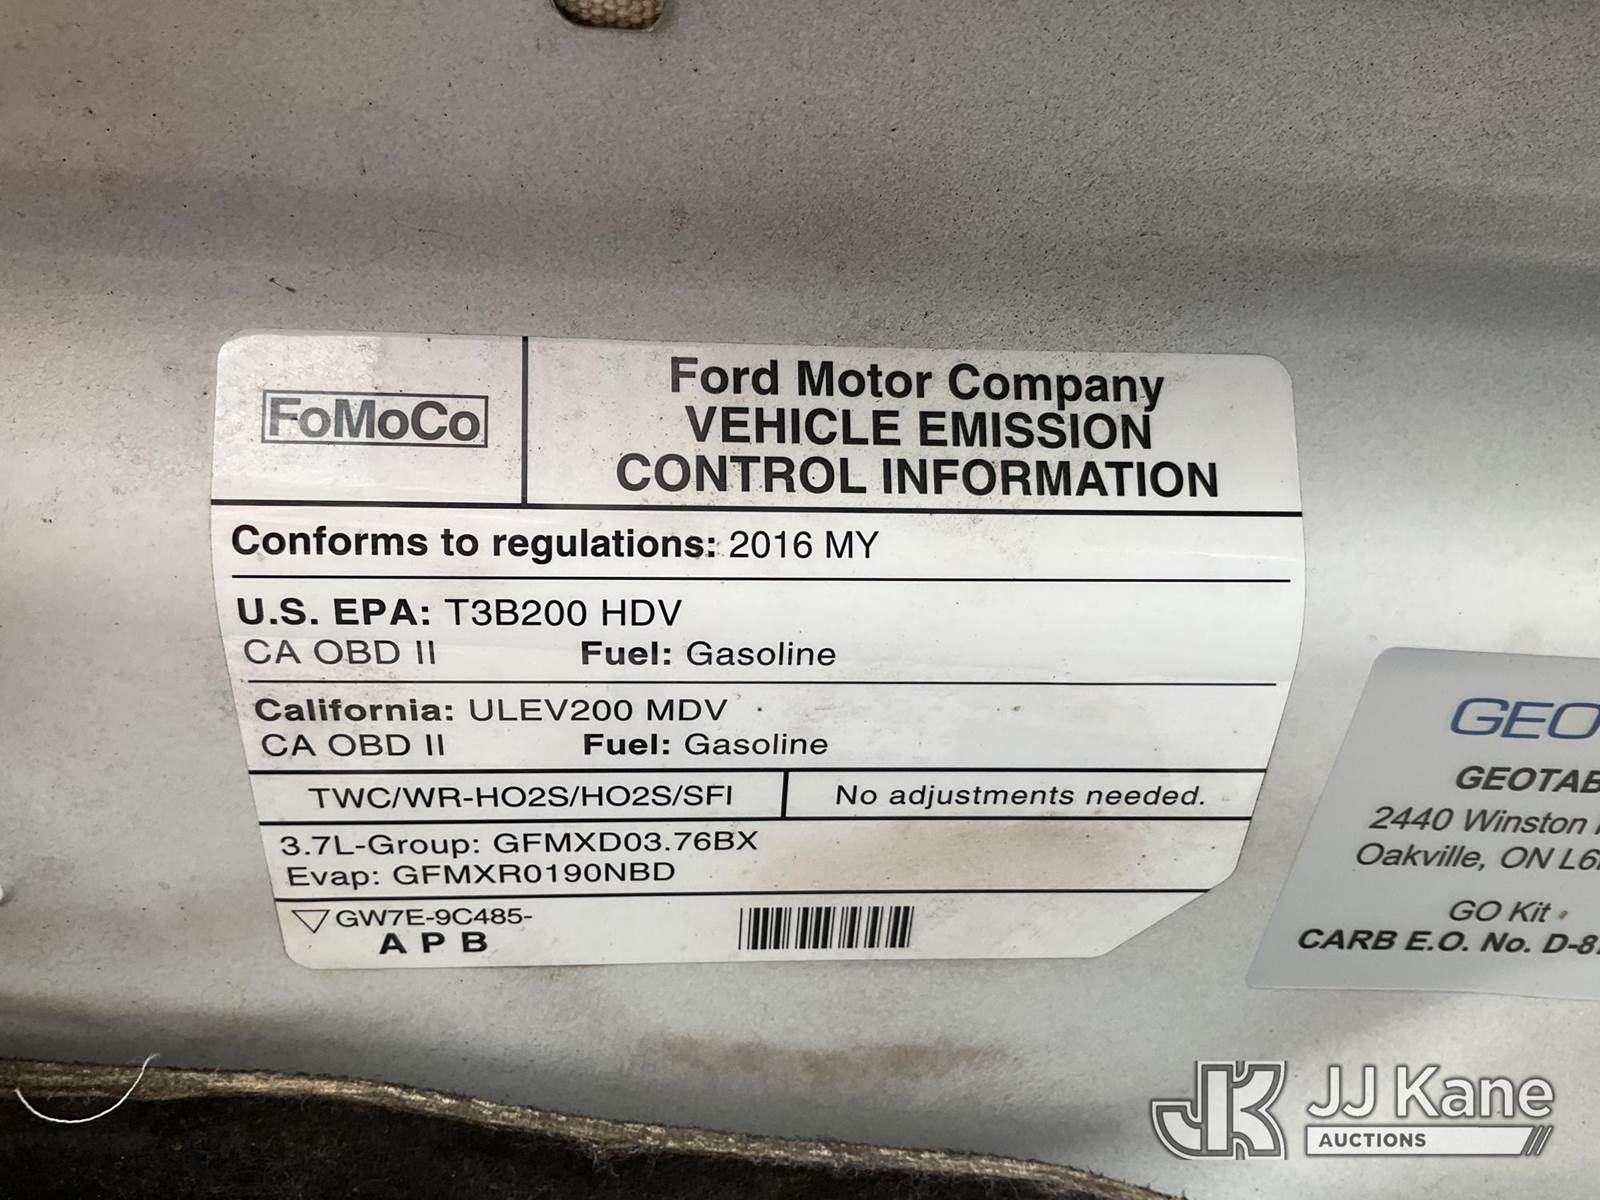 FoMoCo
Ford Motor Company
VEHICLE EMISSION
CONTROL INFORMATION
Conforms to regulations: 2016 MY
U.S. EPA: T3B200 HDV
CA OBD II Fuel: Gasoline
California: ULEV200 MDV
CA OBD II Fuel: Gasoline
TWC/WR-HO2S/HO2S/SFI No adjustments needed.
3.7L-Group: GFMXD03.76BX
Evap: GFMXR0190NBD
GW7E-9C485-
A P B
GEO
GEOTAB
2440 Winston
Oakville, ON L6
GO Kit
CARB E.O. No. D-8
JK JJ Kane
AUCTIONS